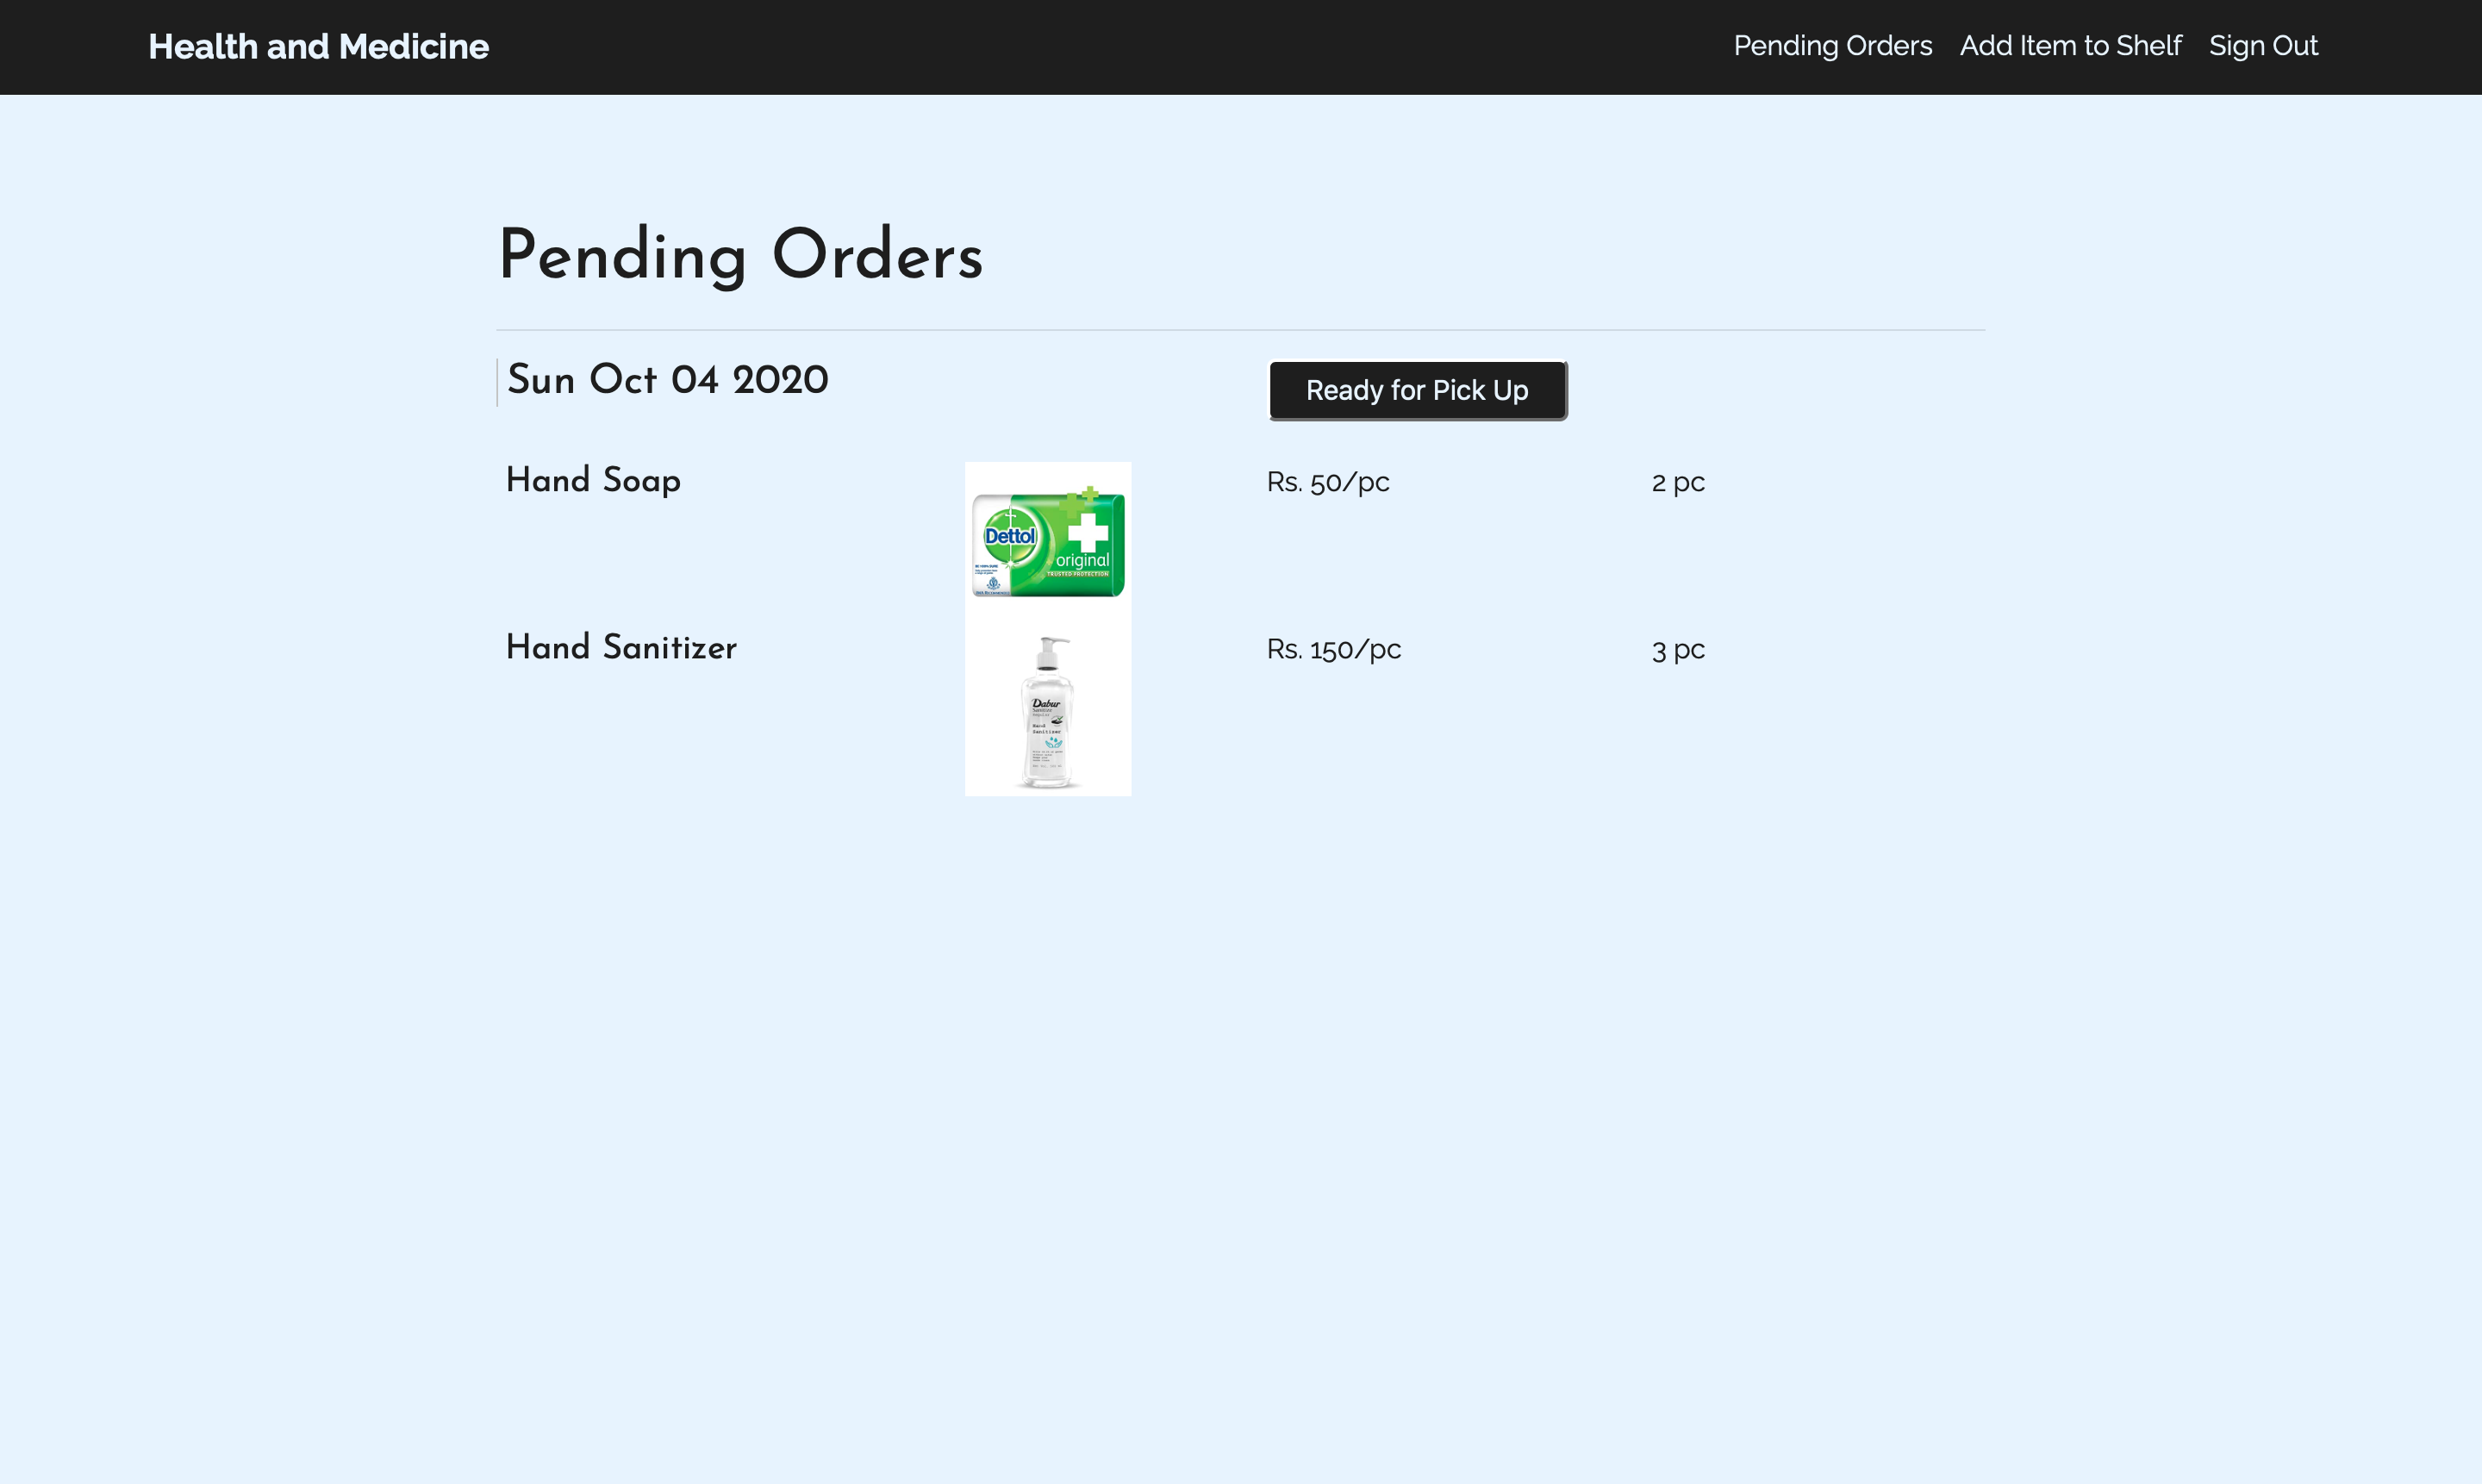 Health and Medicine
Pending Orders Add Item to Shelf Sign Out
Pending Orders
Sun Oct 04 2020
Ready for Pick Up
Hand Soap
Dettol
original
TRUSTED PROTECTION
Rs. 50/pc
2 pc
Hand Sanitizer
Dabur
Hand
Sanitizer
Rs. 150/pc
3 pc